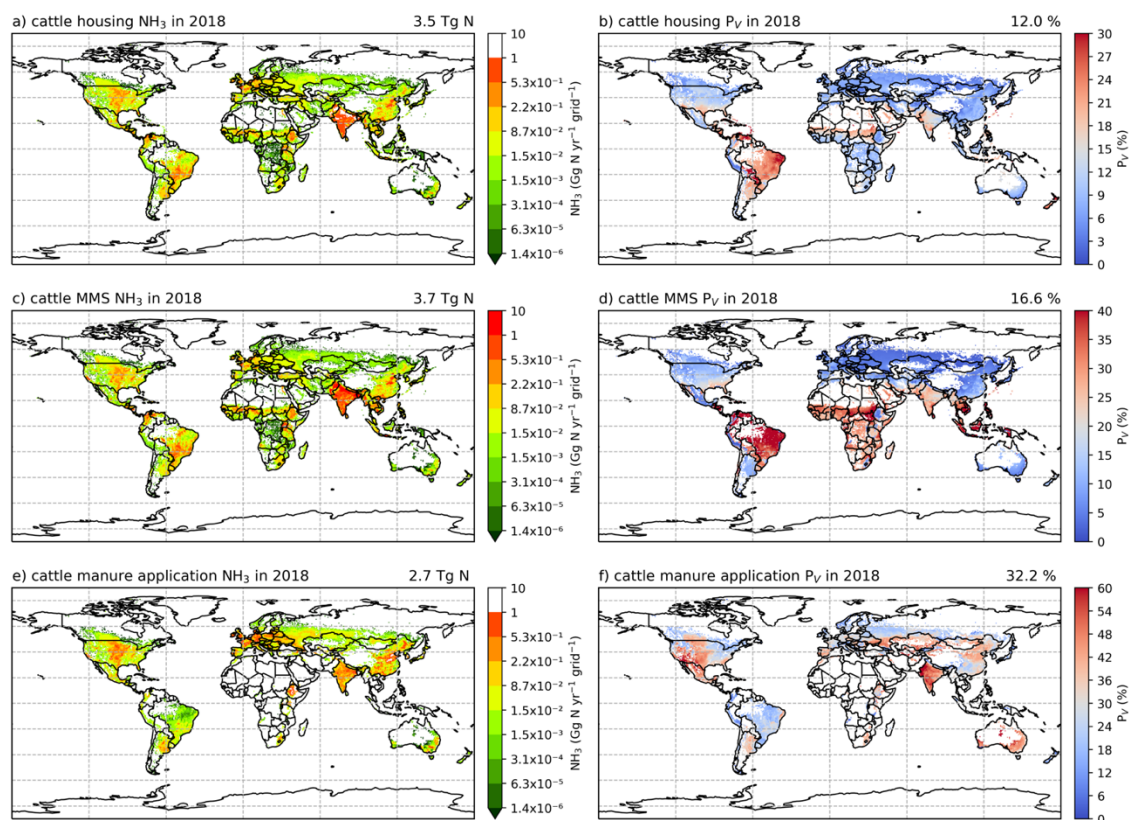 a) cattle housing NH₃ in 2018 3.5 Tg N
10
1
5.3x10⁻¹
2.2x10⁻¹
8.7x10⁻²
1.5x10⁻²
1.5x10⁻³
3.1x10⁻⁴
6.3x10⁻⁵
1.4x10⁻⁶
NH₃ (Gg N yr⁻¹ grid⁻¹)
b) cattle housing P_V in 2018 12.0 %
30
27
24
21
18
15
12
9
6
3
0
P_V (%)
c) cattle MMS NH₃ in 2018 3.7 Tg N
10
1
5.3x10⁻¹
2.2x10⁻¹
8.7x10⁻²
1.5x10⁻²
1.5x10⁻³
3.1x10⁻⁴
6.3x10⁻⁵
1.4x10⁻⁶
NH₃ (Gg N yr⁻¹ grid⁻¹)
d) cattle MMS P_V in 2018 16.6 %
40
35
30
25
20
15
10
5
0
P_V (%)
e) cattle manure application NH₃ in 2018 2.7 Tg N
10
1
5.3x10⁻¹
2.2x10⁻¹
8.7x10⁻²
1.5x10⁻²
1.5x10⁻³
3.1x10⁻⁴
6.3x10⁻⁵
1.4x10⁻⁶
NH₃ (Gg N yr⁻¹ grid⁻¹)
f) cattle manure application P_V in 2018 32.2 %
60
54
48
42
36
30
24
18
12
6
0
P_V (%)